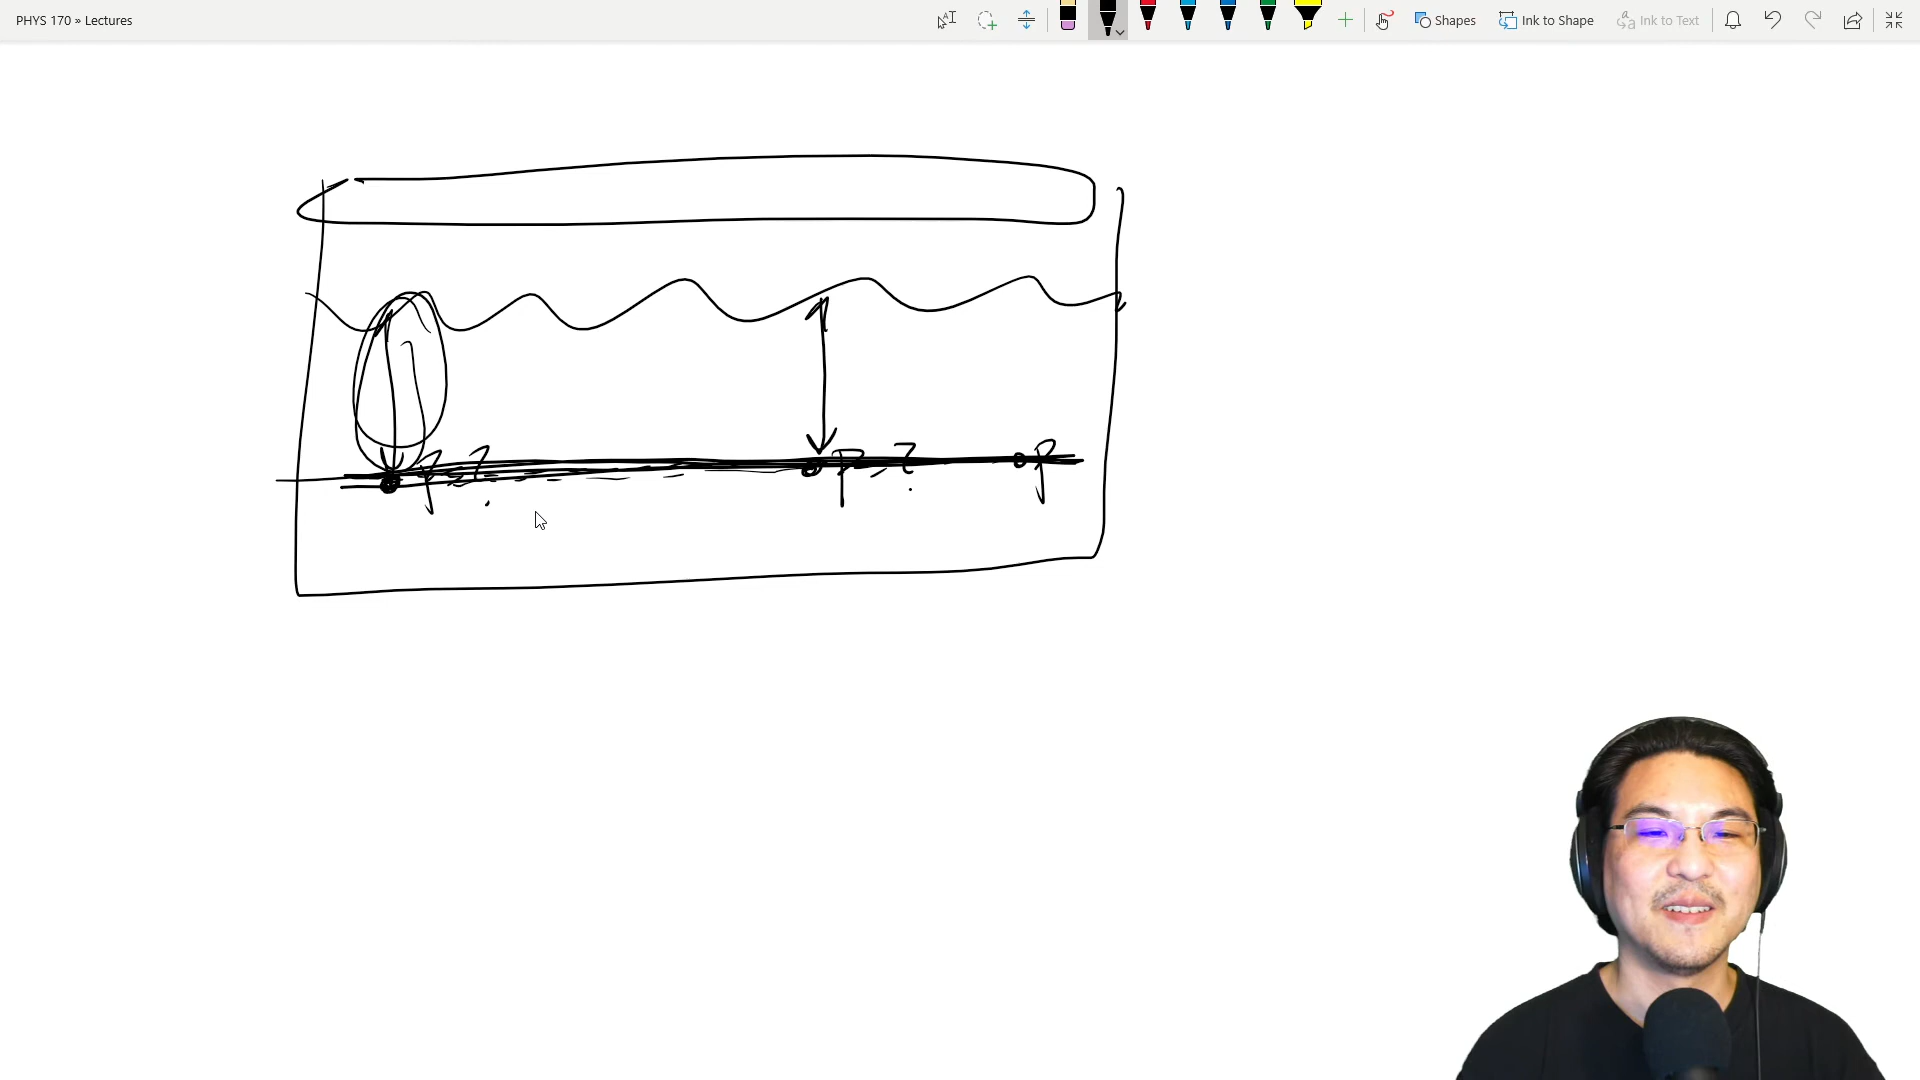 PHYS 170 » Lectures
Shapes
Ink to Shape
Ink to Text
P = ?
P = ?
P